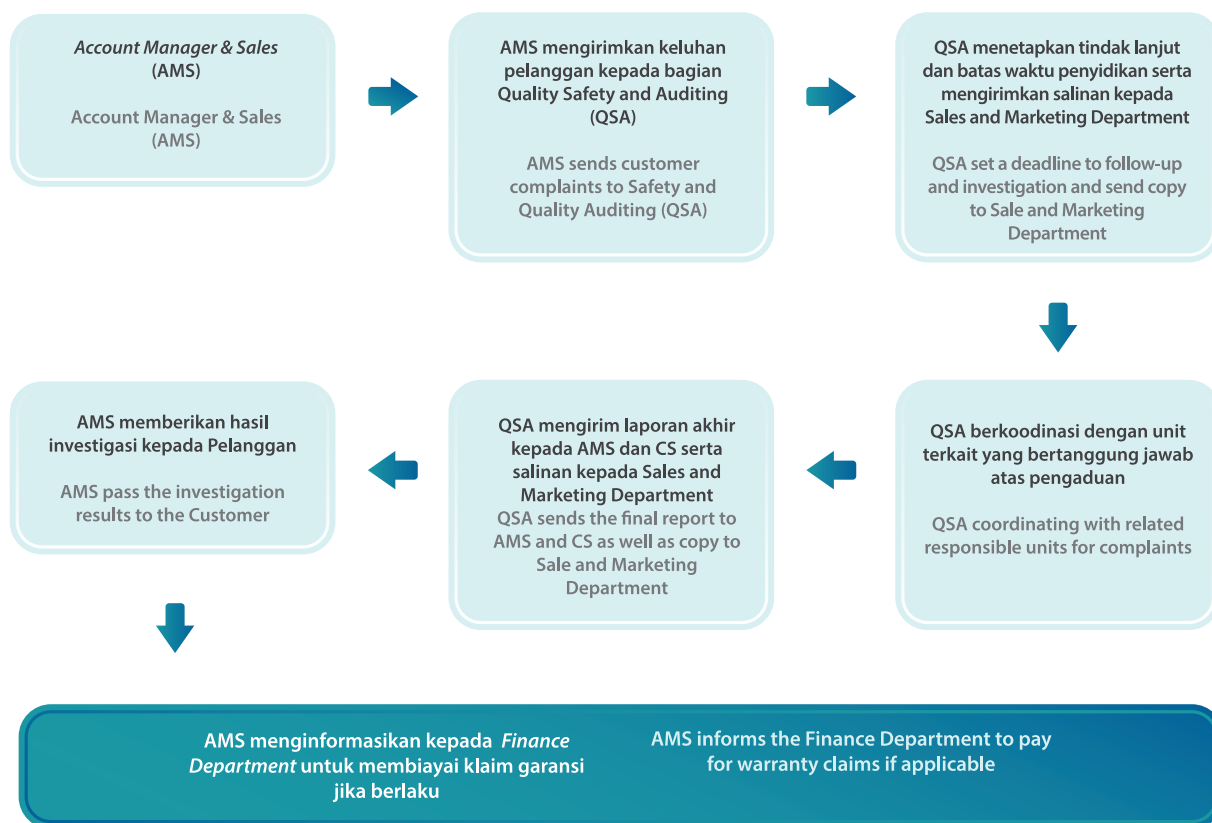 Account Manager & Sales
(AMS)
Account Manager & Sales
(AMS)
AMS mengirimkan keluhan
pelanggan kepada bagian
Quality Safety and Auditing
(QSA)
AMS sends customer
complaints to Safety and
Quality Auditing (QSA)
QSA menetapkan tindak lanjut
dan batas waktu penyidikan serta
mengirimkan salinan kepada
Sales and Marketing Department
QSA set a deadline to follow-up
and investigation and send copy
to Sale and Marketing
Department
QSA berkoodinasi dengan unit
terkait yang bertanggung jawab
atas pengaduan
QSA coordinating with related
responsible units for complaints
QSA mengirim laporan akhir
kepada AMS dan CS serta
salinan kepada Sales and
Marketing Department
QSA sends the final report to
AMS and CS as well as copy to
Sale and Marketing
Department
AMS memberikan hasil
investigasi kepada Pelanggan
AMS pass the investigation
results to the Customer
AMS menginformasikan kepada Finance
Department untuk membiayai klaim garansi
jika berlaku
AMS informs the Finance Department to pay
for warranty claims if applicable